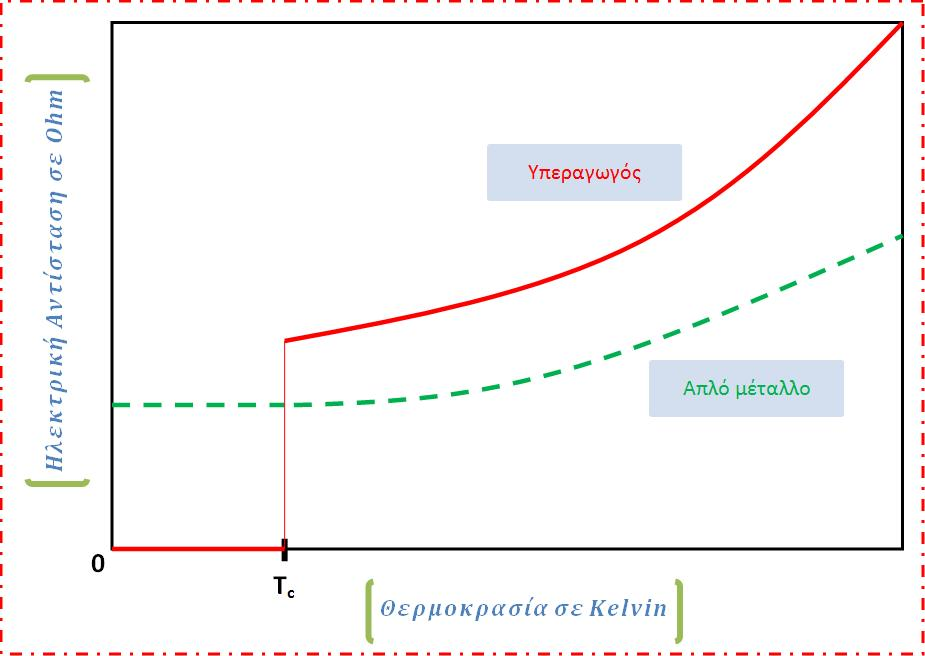 Ηλεκτρική Αντίσταση σε Ohm
Υπεραγωγός
Απλό μέταλλο
0
Tc
Θερμοκρασία σε Kelvin